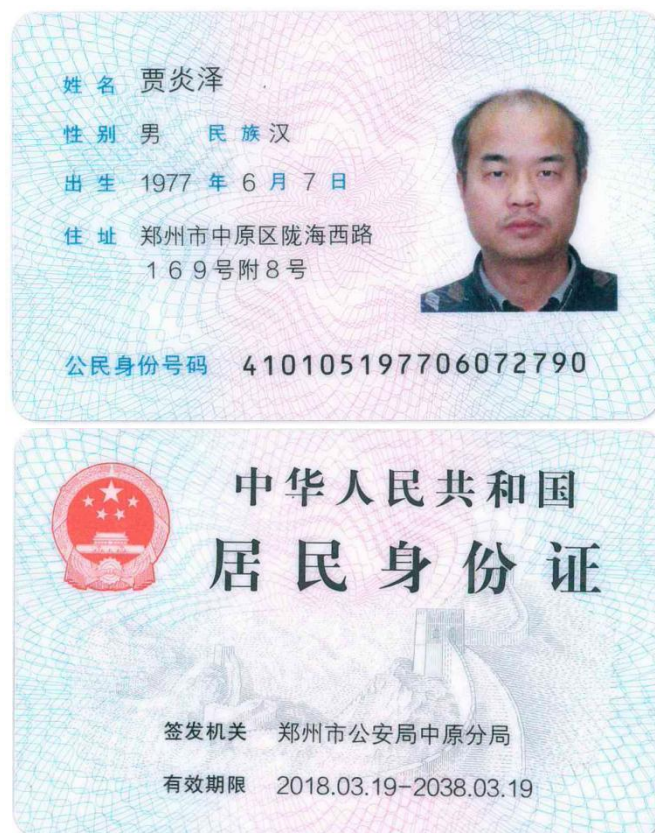 姓名 贾炎泽
性别 男 民族 汉
出生 1977 年 6 月 7 日
住址 郑州市中原区陇海西路
169号附8号
公民身份号码 410105197706072790
中华人民共和国
居民身份证
签发机关 郑州市公安局中原分局
有效期限 2018.03.19-2038.03.19